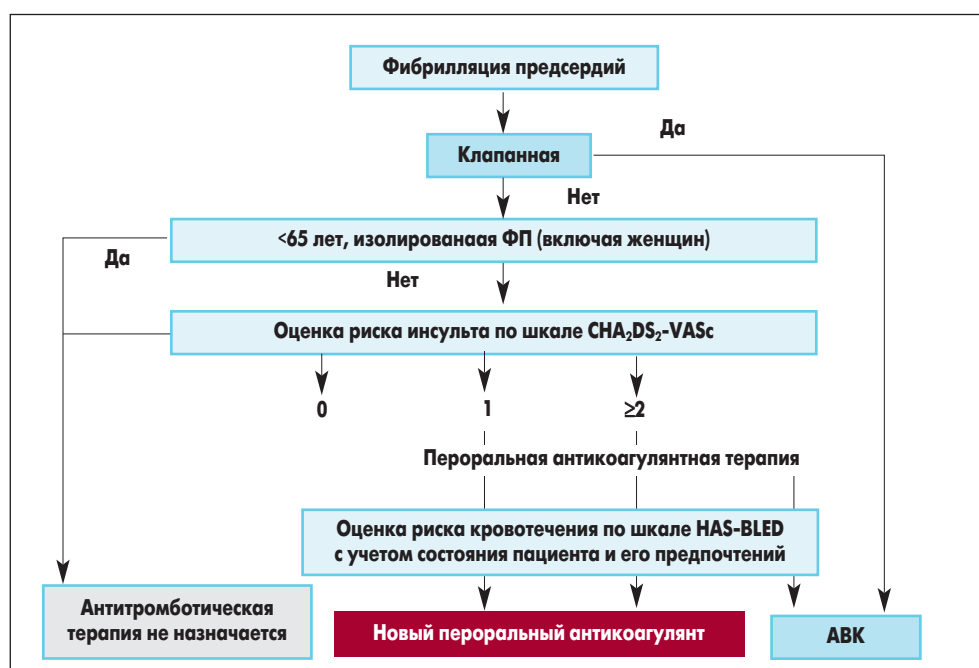 Фибрилляция предсердий
Да
Клапанная
Нет
<65 лет, изолированаая ФП (включая женщин)
Да
Нет
Оценка риска инсульта по шкале CHA₂DS₂-VASc
0
1
≥2
Пероральная антикоагулянтная терапия
Оценка риска кровотечения по шкале HAS-BLED
с учетом состояния пациента и его предпочтений
Антитромботическая
терапия не назначается
Новый пероральный антикоагулянт
АВК